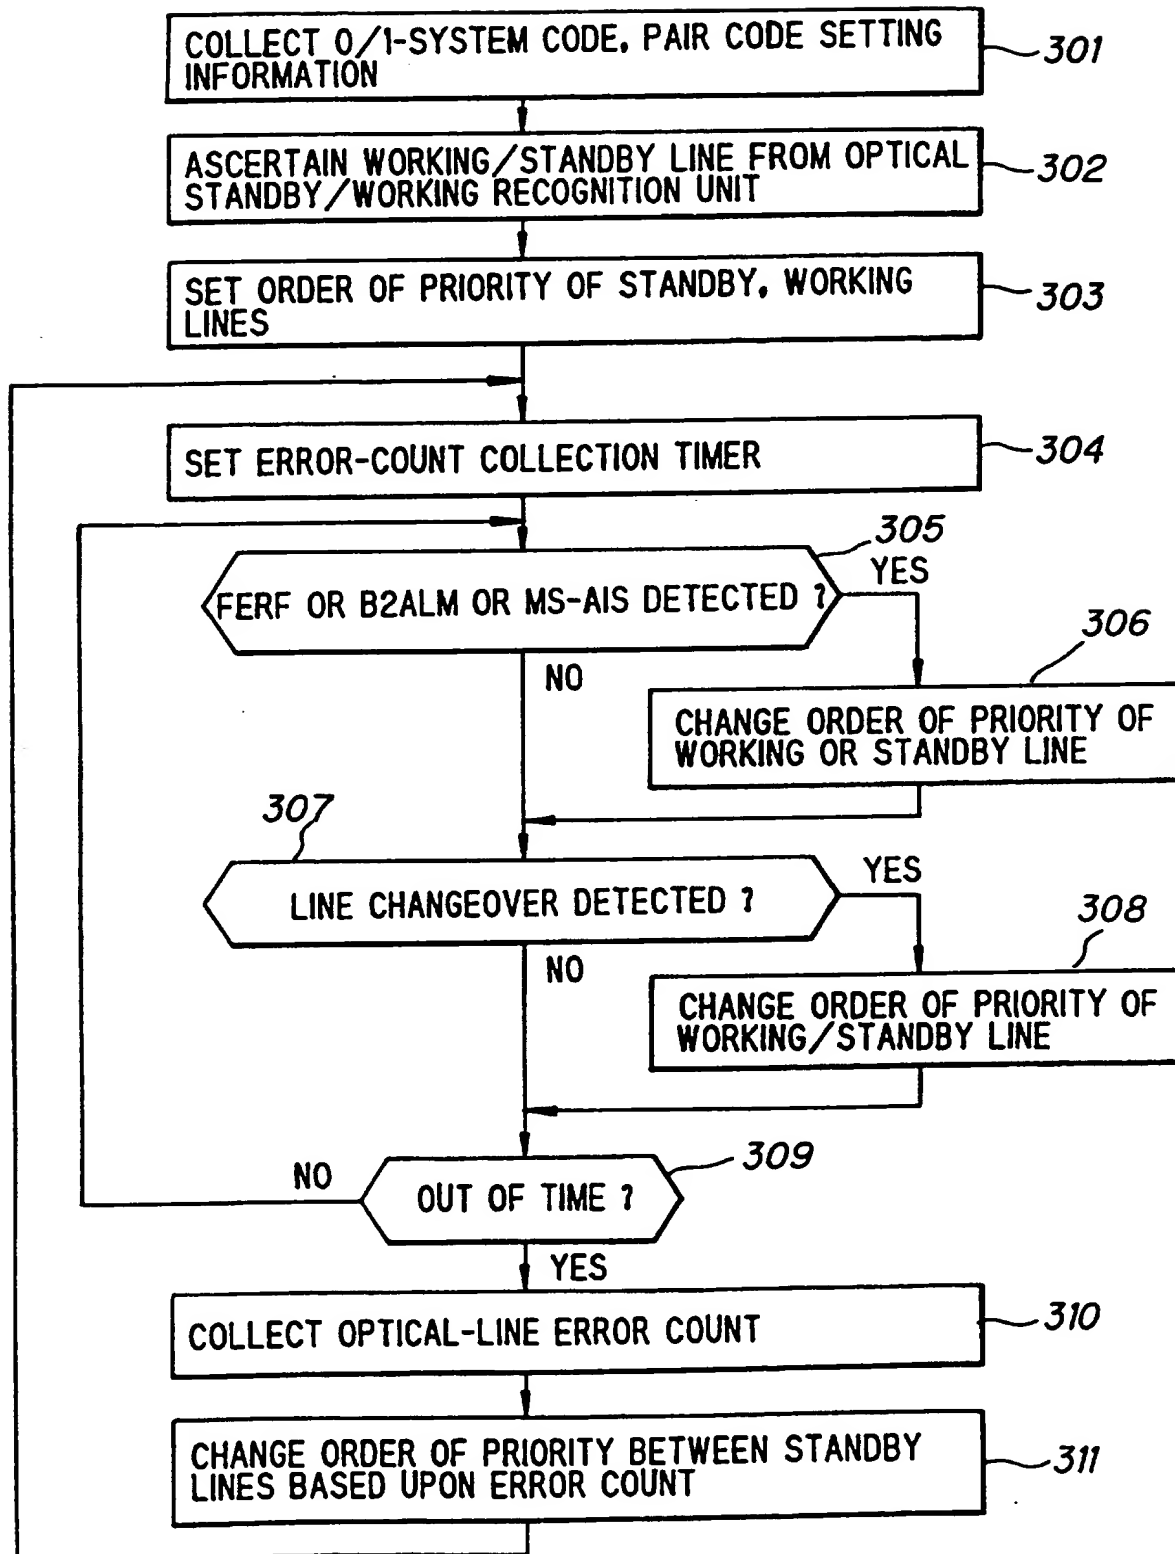 COLLECT 0/1-SYSTEM CODE, PAIR CODE SETTING
INFORMATION
301
ASCERTAIN WORKING/STANDBY LINE FROM OPTICAL
STANDBY/WORKING RECOGNITION UNIT
302
SET ORDER OF PRIORITY OF STANDBY, WORKING
LINES
303
SET ERROR-COUNT COLLECTION TIMER
304
305
FERF OR B2ALM OR MS-AIS DETECTED ?
YES
NO
306
CHANGE ORDER OF PRIORITY OF
WORKING OR STANDBY LINE
307
LINE CHANGEOVER DETECTED ?
YES
NO
308
CHANGE ORDER OF PRIORITY OF
WORKING/STANDBY LINE
309
NO
OUT OF TIME ?
YES
COLLECT OPTICAL-LINE ERROR COUNT
310
CHANGE ORDER OF PRIORITY BETWEEN STANDBY
LINES BASED UPON ERROR COUNT
311